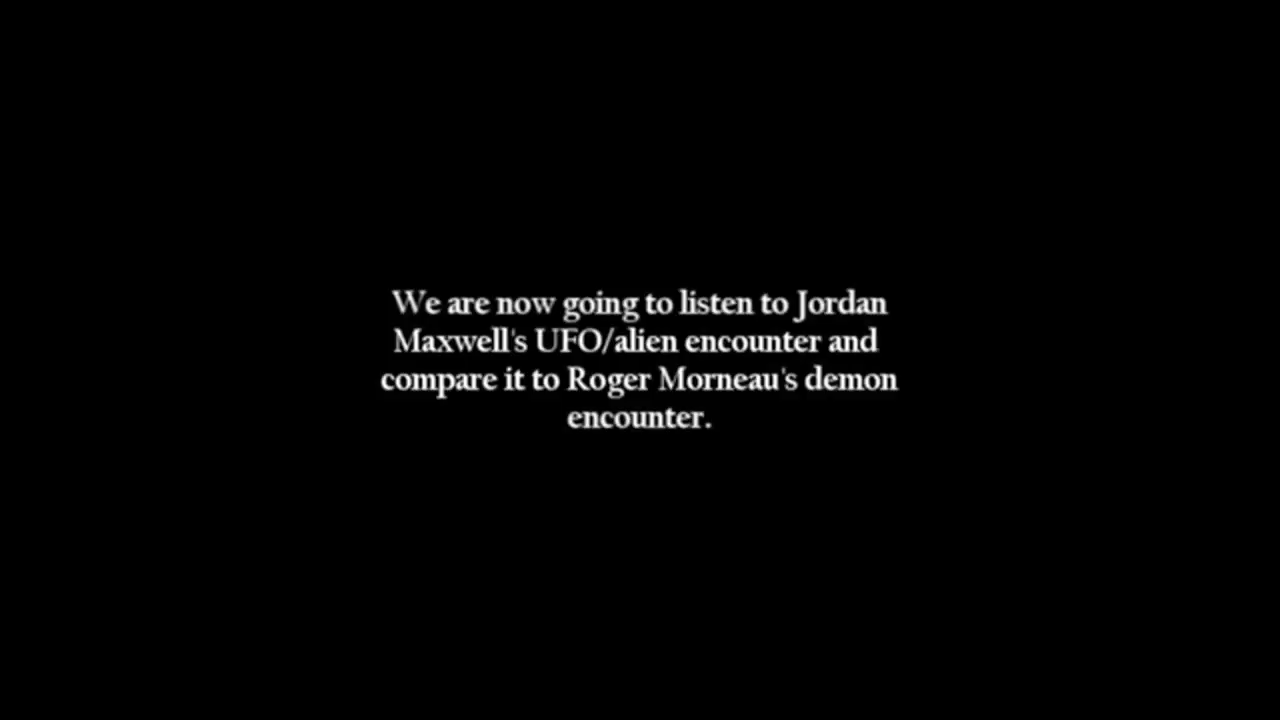 We are now going to listen to Jordan
Maxwell's UFO/alien encounter and
compare it to Roger Morneau's demon
encounter.